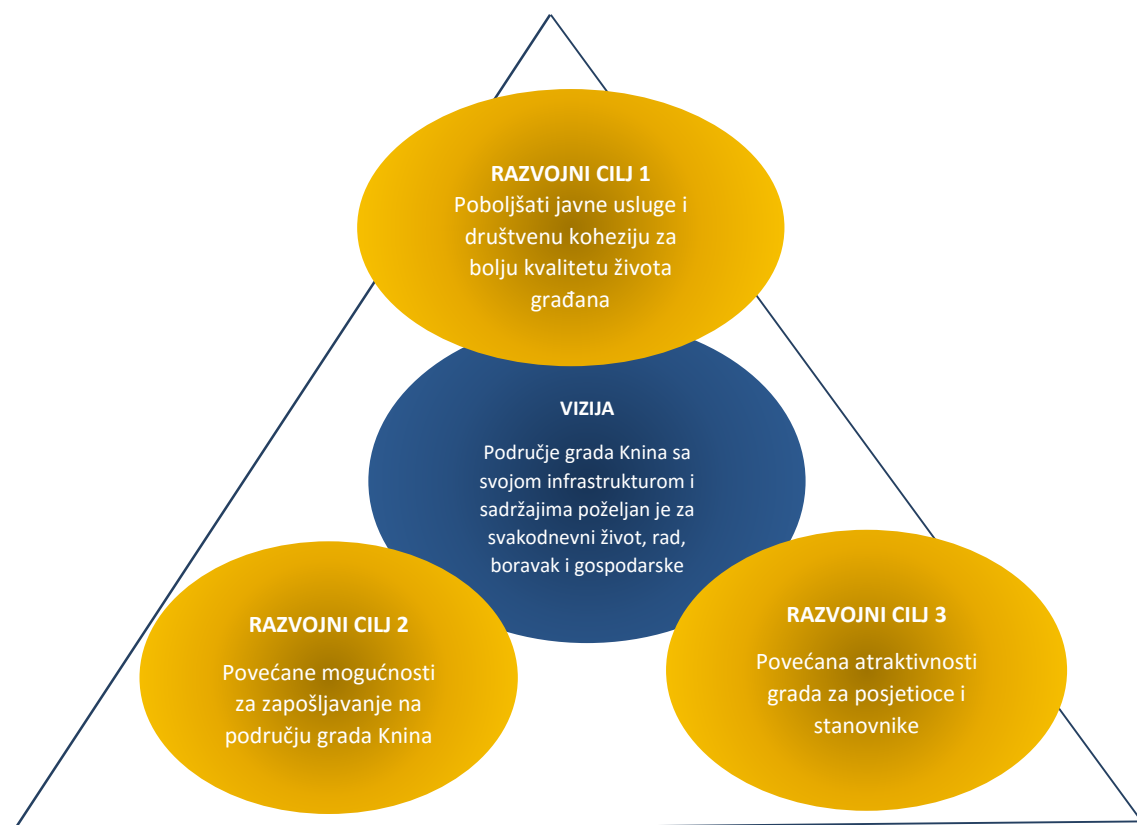 RAZVOJNI CILJ 1
Poboljšati javne usluge i
društvenu koheziju za
bolju kvalitetu života
građana
VIZIJA
Područje grada Knina sa
svojom infrastrukturom i
sadržajima poželjan je za
svakodnevni život, rad,
boravak i gospodarske
RAZVOJNI CILJ 2
Povećane mogućnosti
za zapošljavanje na
području grada Knina
RAZVOJNI CILJ 3
Povećana atraktivnosti
grada za posjetioce i
stanovnike